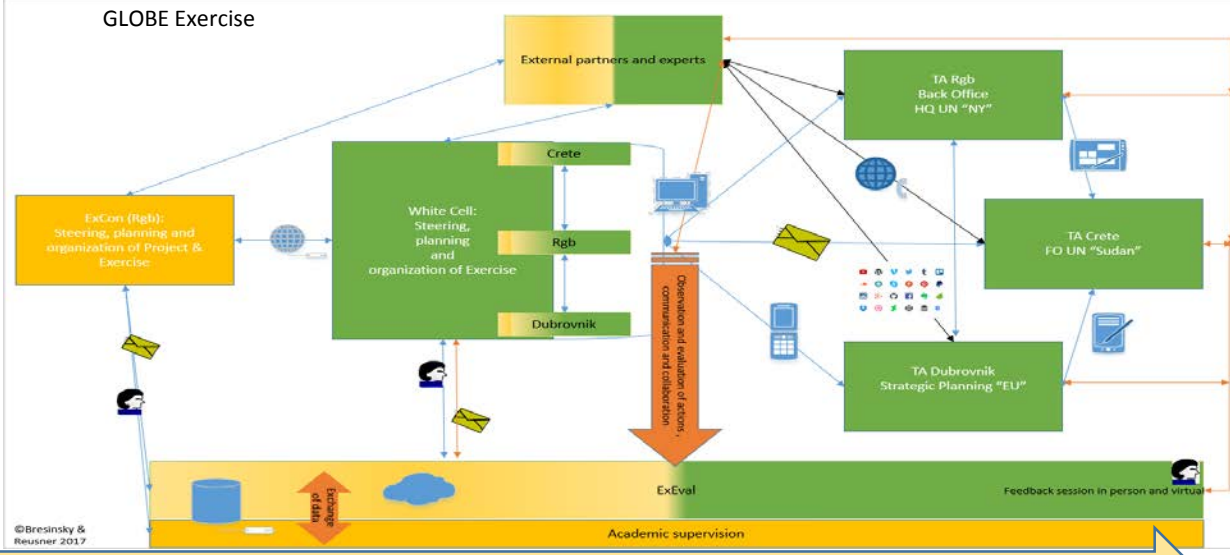 GLOBE Exercise
External partners and experts
TA Rgb
Back Office
HQ UN "NY"
Crete
White Cell:
Steering,
planning
and
organization of Exercise
Rgb
Dubrovnik
ExCon (Rgb):
Steering, planning and
organization of Project &
Exercise
TA Crete
FO UN "Sudan"
TA Dubrovnik
Strategic Planning "EU"
Observation and evaluation of actions,
communication and collaboration
ExEval
Feedback session in person and virtual
Exchange
of data
Academic supervision
©Bresinsky &
Reusner 2017